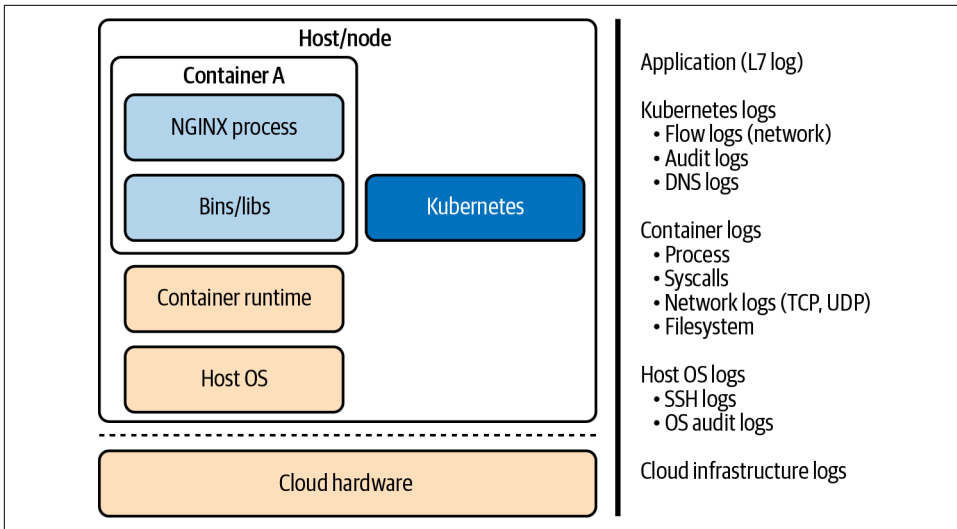 Host/node
Container A
NGINX process
Bins/libs
Kubernetes
Container runtime
Host OS
Cloud hardware
Application (L7 log)
Kubernetes logs
• Flow logs (network)
• Audit logs
• DNS logs
Container logs
• Process
• Syscalls
• Network logs (TCP, UDP)
• Filesystem
Host OS logs
• SSH logs
• OS audit logs
Cloud infrastructure logs